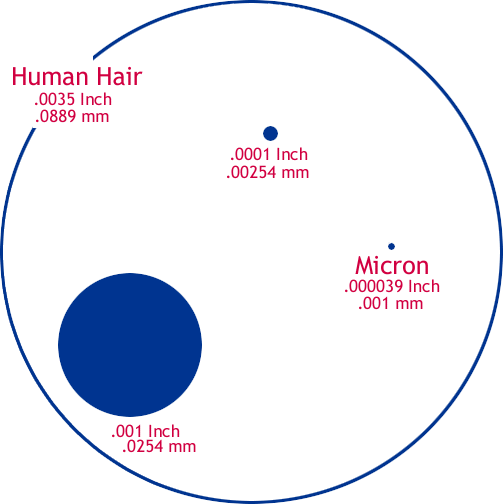 Human Hair
.0035 Inch
.0889 mm
.0001 Inch
.00254 mm
Micron
.000039 Inch
.001 mm
.001 Inch
.0254 mm